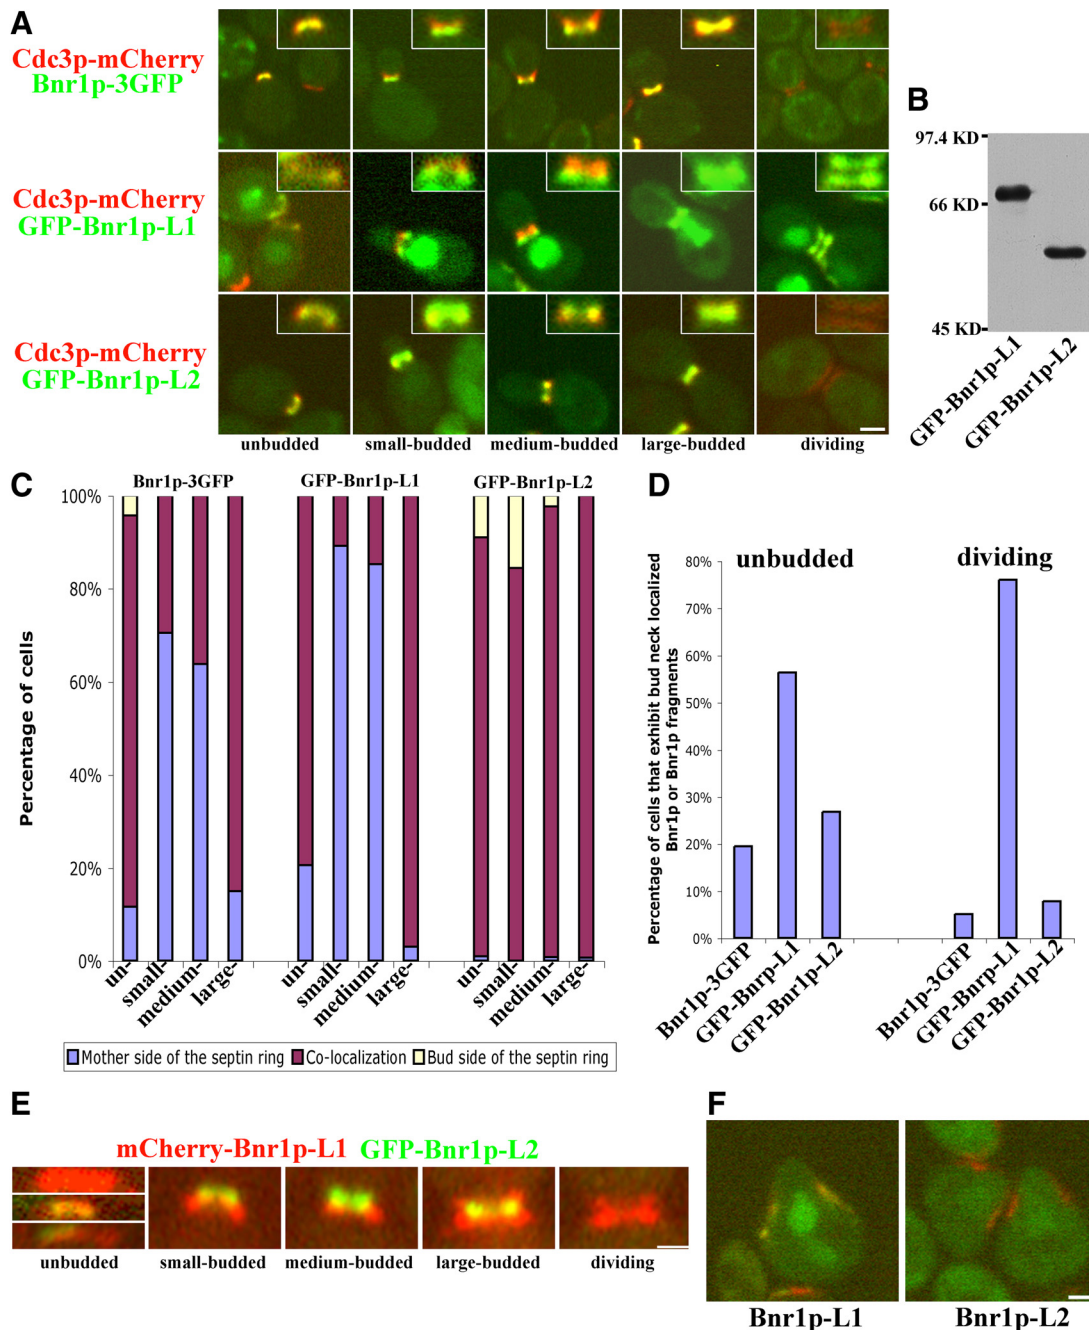 A
Cdc3p-mCherry
Bnr1p-3GFP
Cdc3p-mCherry
GFP-Bnr1p-L1
Cdc3p-mCherry
GFP-Bnr1p-L2
unbudded small-budded medium-budded large-budded dividing
B
97.4 KD
66 KD
45 KD
GFP-Bnr1p-L1
GFP-Bnr1p-L2
C
Bnr1p-3GFP GFP-Bnr1p-L1 GFP-Bnr1p-L2
100%
80%
60%
40%
20%
0%
Percentage of cells
un- small- medium- large- un- small- medium- large- un- small- medium- large-
Mother side of the septin ring Co-localization Bud side of the septin ring
D
unbudded dividing
80%
70%
60%
50%
40%
30%
20%
10%
0%
Percentage of cells that exhibit bud neck localized
Bnr1p or Bnr1p fragments
Bnr1p-3GFP GFP-Bnrp-L1 GFP-Bnr1p-L2 Bnr1p-3GFP GFP-Bnrp-L1 GFP-Bnr1p-L2
E
mCherry-Bnr1p-L1 GFP-Bnr1p-L2
unbudded small-budded medium-budded large-budded dividing
F
Bnr1p-L1 Bnr1p-L2